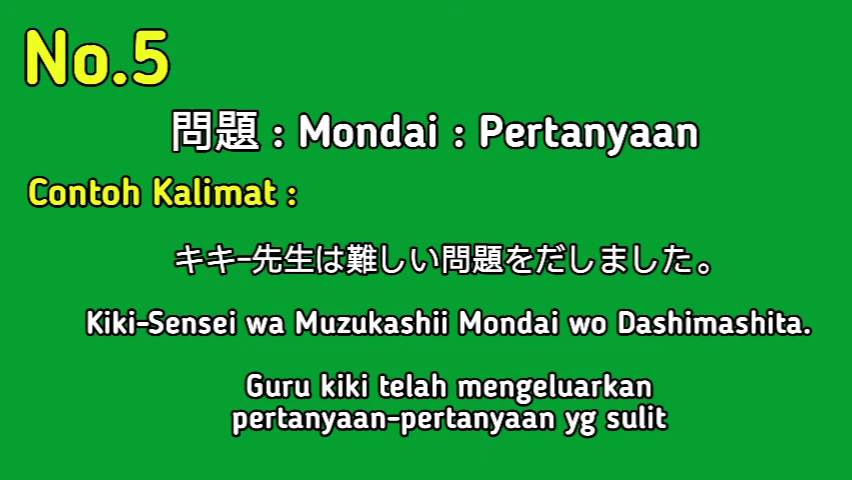 No.5
問題 : Mondai : Pertanyaan
Contoh Kalimat :
キキ-先生は難しい問題をだしました。
Kiki-Sensei wa Muzukashii Mondai wo Dashimashita.
Guru kiki telah mengeluarkan
pertanyaan-pertanyaan yg sulit